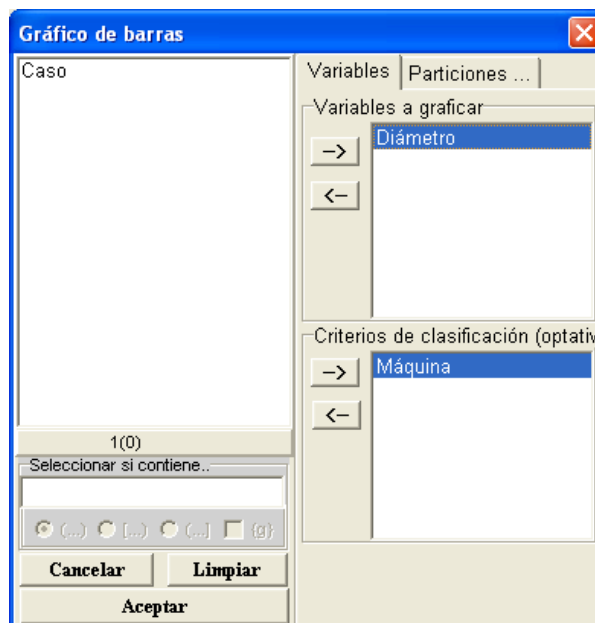 Gráfico de barras
Caso
Variables
Particiones ...
Variables a graficar
-->
<--
Diámetro
Criterios de clasificación (optativ
-->
<--
Máquina
1(0)
Seleccionar si contiene..
(...) [...) (...] {g}
Cancelar
Limpiar
Aceptar